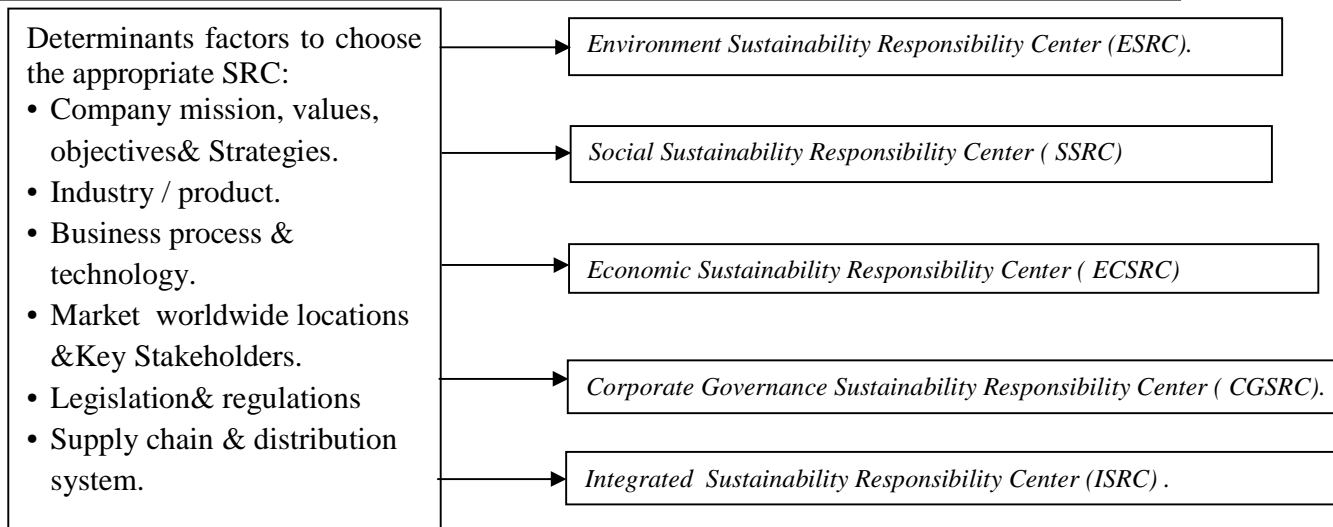 Determinants factors to choose
the appropriate SRC:
• Company mission, values,
objectives& Strategies.
• Industry / product.
• Business process &
technology.
• Market  worldwide locations
&Key Stakeholders.
• Legislation& regulations
• Supply chain & distribution
system.
Environment Sustainability Responsibility Center (ESRC).
Social Sustainability Responsibility Center ( SSRC)
Economic Sustainability Responsibility Center ( ECSRC)
Corporate Governance Sustainability Responsibility Center ( CGSRC).
Integrated  Sustainability Responsibility Center (ISRC) .